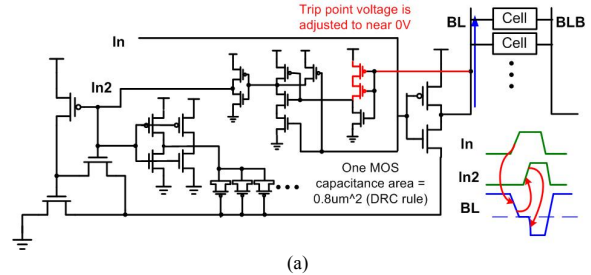 Trip point voltage is
adjusted to near 0V
In
BL
Cell
BLB
Cell
In2
One MOS
capacitance area =
0.8um^2 (DRC rule)
In
In2
BL
(a)